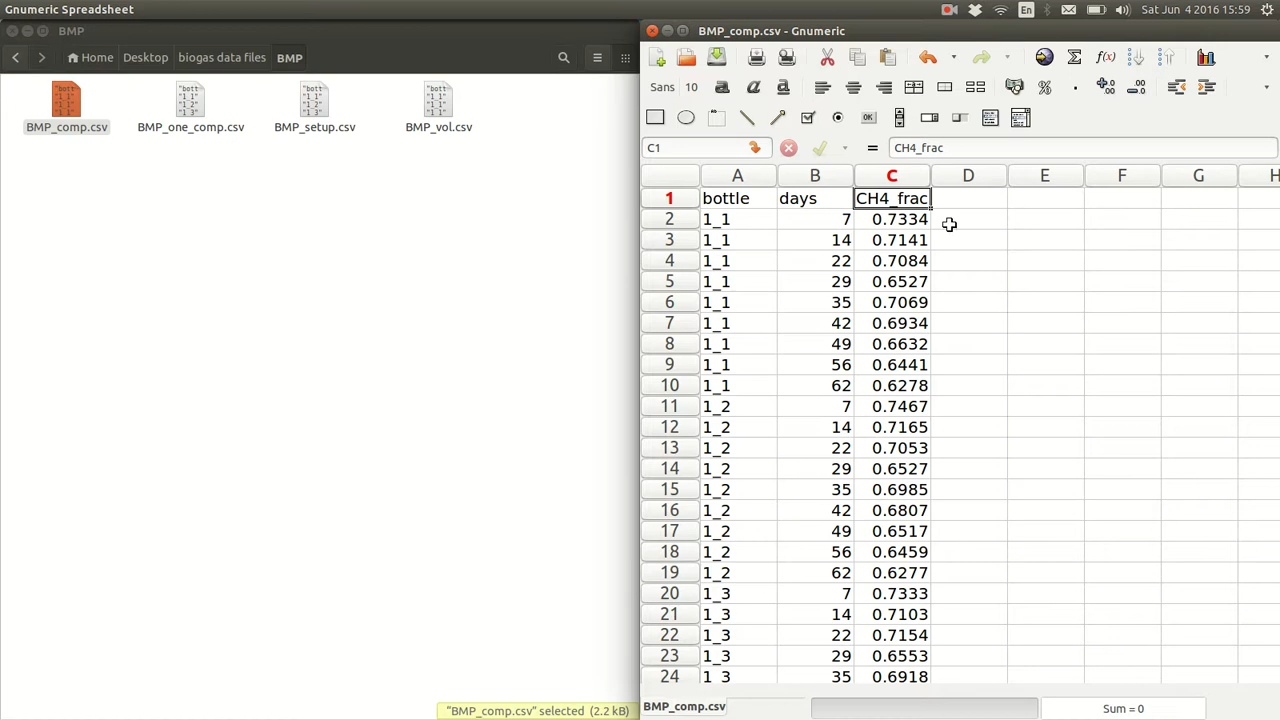 Gnumeric Spreadsheet
En
Sat Jun 4 2016 15:59
BMP
Home
Desktop
biogas data files
BMP
BMP_comp.csv
BMP_one_comp.csv
BMP_setup.csv
BMP_vol.csv
"BMP_comp.csv" selected (2.2 kB)
BMP_comp.csv - Gnumeric
Sans 10
C1 = CH4_frac
A B C D E F G H
1 bottle days CH4_frac
2 1_1 7 0.7334
3 1_1 14 0.7141
4 1_1 22 0.7084
5 1_1 29 0.6527
6 1_1 35 0.7069
7 1_1 42 0.6934
8 1_1 49 0.6632
9 1_1 56 0.6441
10 1_1 62 0.6278
11 1_2 7 0.7467
12 1_2 14 0.7165
13 1_2 22 0.7053
14 1_2 29 0.6527
15 1_2 35 0.6985
16 1_2 42 0.6807
17 1_2 49 0.6517
18 1_2 56 0.6459
19 1_2 62 0.6277
20 1_3 7 0.7333
21 1_3 14 0.7103
22 1_3 22 0.7154
23 1_3 29 0.6553
24 1_3 35 0.6918
BMP_comp.csv
Sum = 0